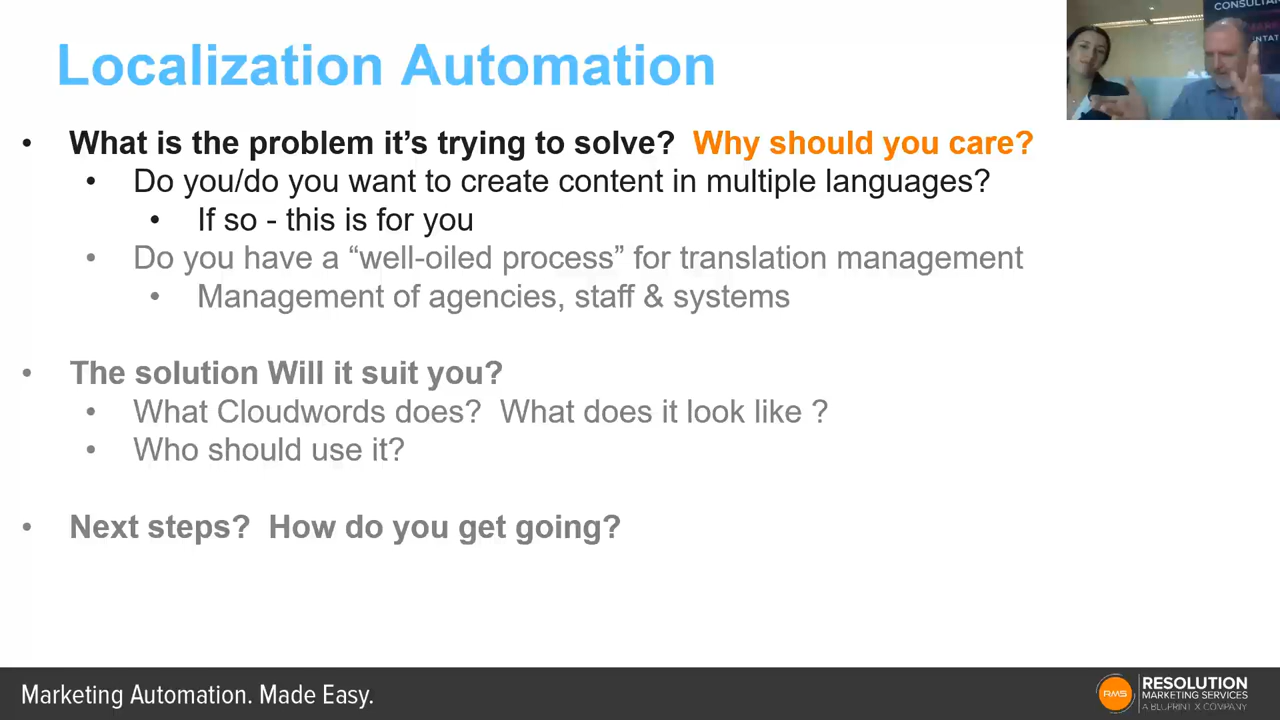 Localization Automation
CONSULTAN
• What is the problem it's trying to solve? Why should you care?
• Do you/do you want to create content in multiple languages?
• If so - this is for you
• Do you have a “well-oiled process” for translation management
• Management of agencies, staff & systems
• The solution Will it suit you?
• What Cloudwords does? What does it look like ?
• Who should use it?
• Next steps? How do you get going?
Marketing Automation. Made Easy.
RMS
RESOLUTION
MARKETING SERVICES
A BLUEPRINT X COMPANY